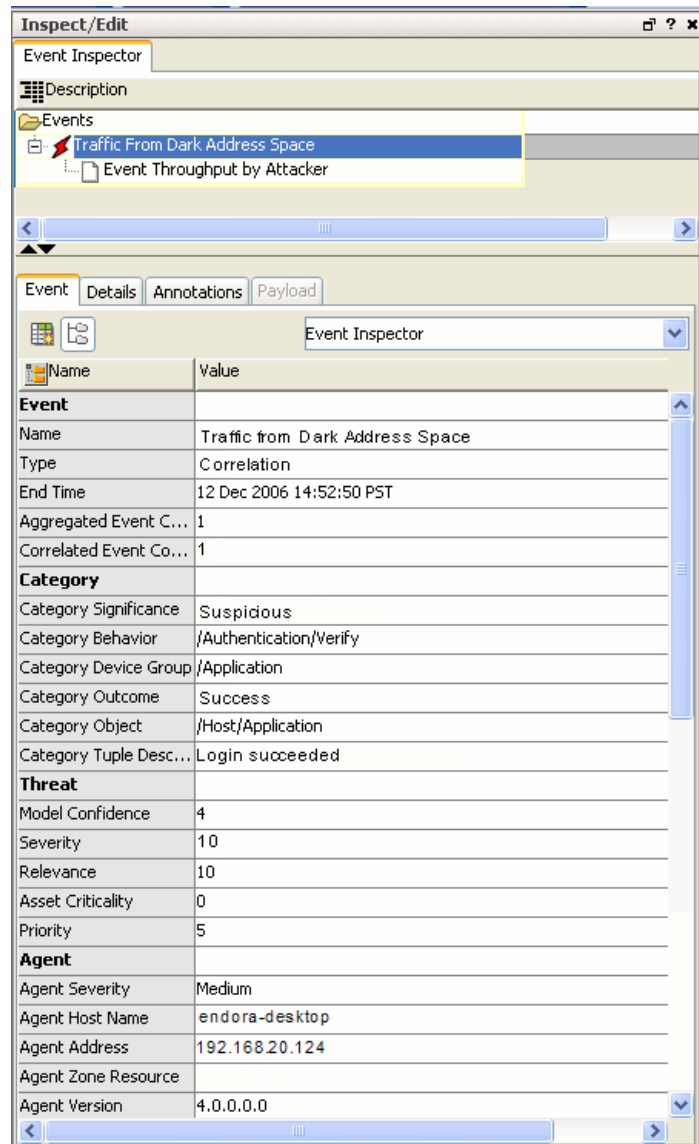 Inspect/Edit
Event Inspector
Description
Events
Traffic From Dark Address Space
Event Throughput by Attacker
Event Details Annotations Payload
Event Inspector
Name Value
Event
Name Traffic from Dark Address Space
Type Correlation
End Time 12 Dec 2006 14:52:50 PST
Aggregated Event C... 1
Correlated Event Co... 1
Category
Category Significance Suspicious
Category Behavior /Authentication/Verify
Category Device Group /Application
Category Outcome Success
Category Object /Host/Application
Category Tuple Desc... Login succeeded
Threat
Model Confidence 4
Severity 10
Relevance 10
Asset Criticality 0
Priority 5
Agent
Agent Severity Medium
Agent Host Name endora-desktop
Agent Address 192.168.20.124
Agent Zone Resource
Agent Version 4.0.0.0.0